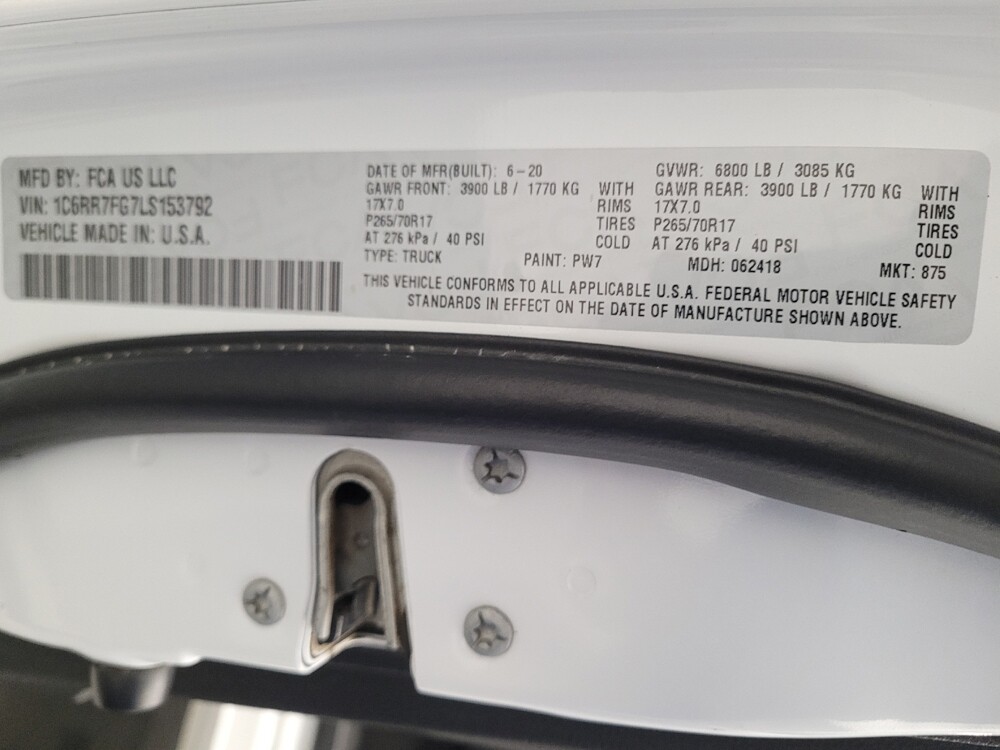 MFD BY: FCA US LLC
VIN: 1C6RR7FG7LS153792
VEHICLE MADE IN: U.S.A.
DATE OF MFR(BUILT): 6-20
GAWR FRONT: 3900 LB / 1770 KG WITH
17X7.0 RIMS
P265/70R17 TIRES
AT 276 kPa / 40 PSI COLD
GVWR: 6800 LB / 3085 KG
GAWR REAR: 3900 LB / 1770 KG WITH
17X7.0 RIMS
P265/70R17 TIRES
AT 276 kPa / 40 PSI COLD
TYPE: TRUCK PAINT: PW7 MDH: 062418 MKT: 875
THIS VEHICLE CONFORMS TO ALL APPLICABLE U.S.A. FEDERAL MOTOR VEHICLE SAFETY
STANDARDS IN EFFECT ON THE DATE OF MANUFACTURE SHOWN ABOVE.